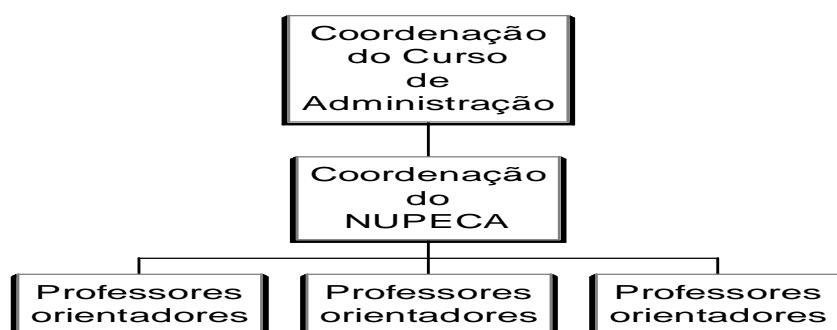 Coordenação
do Curso
de
Administração
Coordenação
do
NUPECA
Professores
orientadores
Professores
orientadores
Professores
orientadores